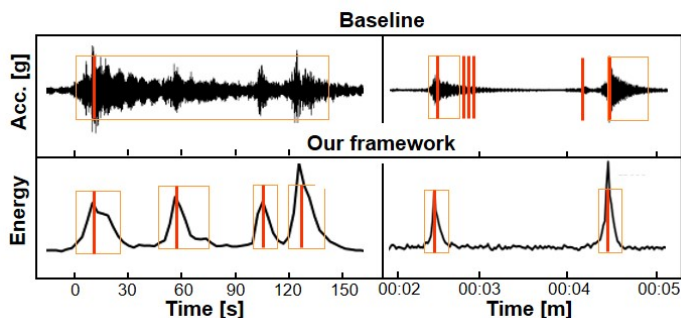 Baseline
Acc. [g]
Our framework
Energy
0 30 60 90 120 150 00:02 00:03 00:04 00:05
Time [s] Time [m]